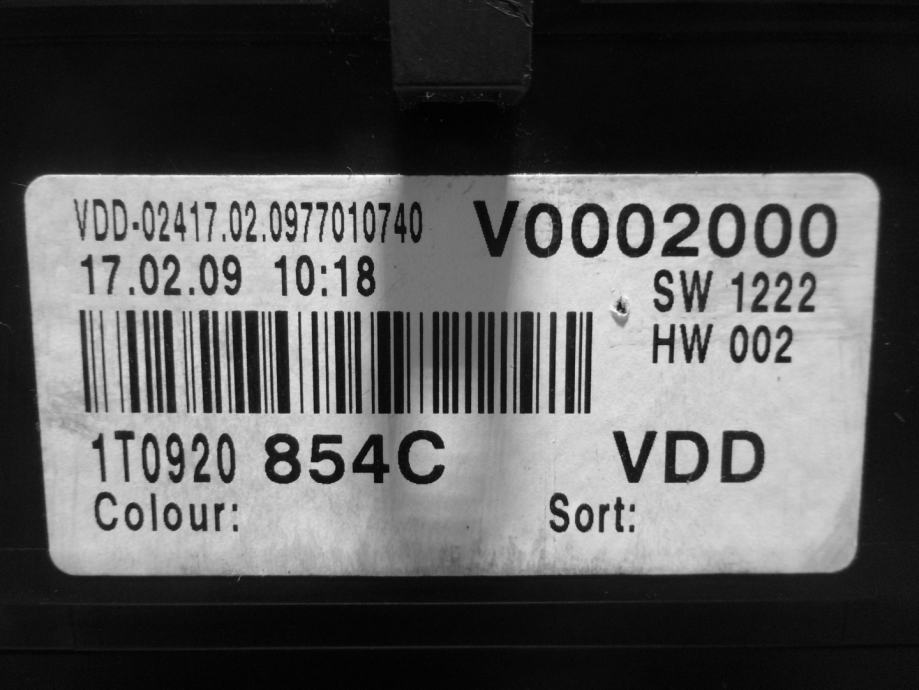 VDD-02417.02.0977010740 V0002000
17.02.09 10:18 SW 1222
HW 002
1T0920 854C VDD
Colour: Sort: